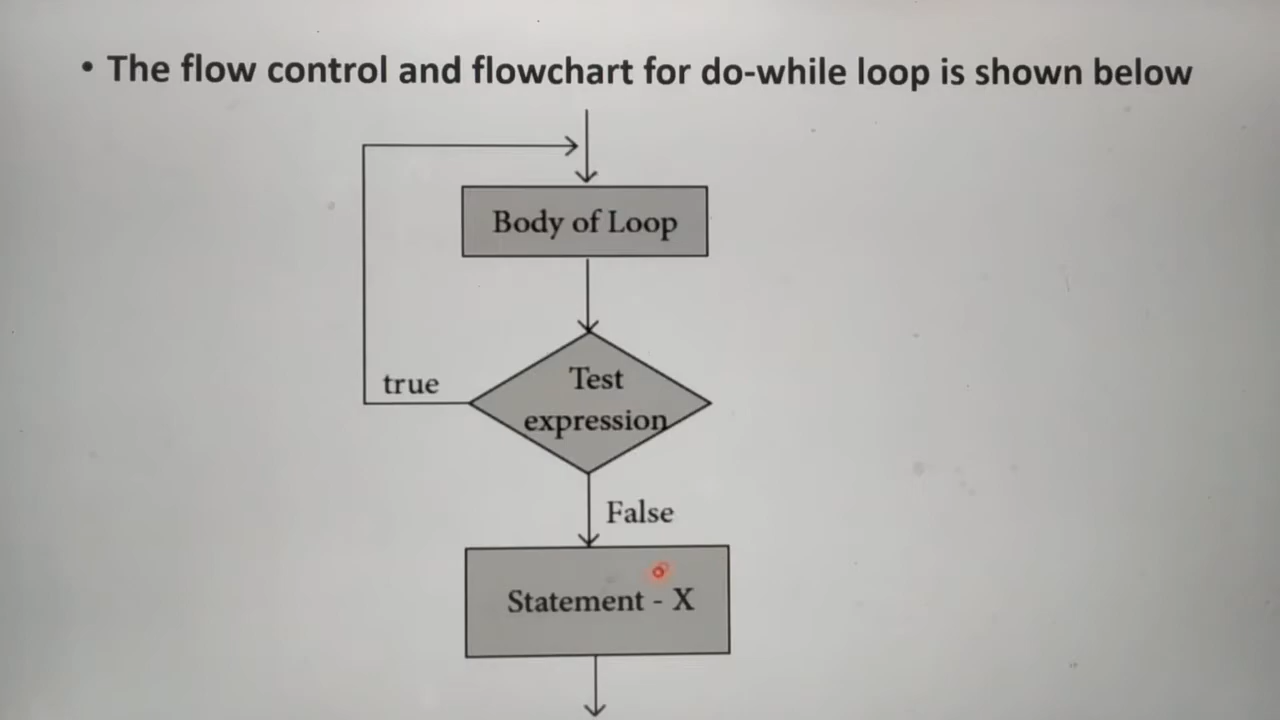 • The flow control and flowchart for do-while loop is shown below
Body of Loop
true
Test
expression
False
Statement - X